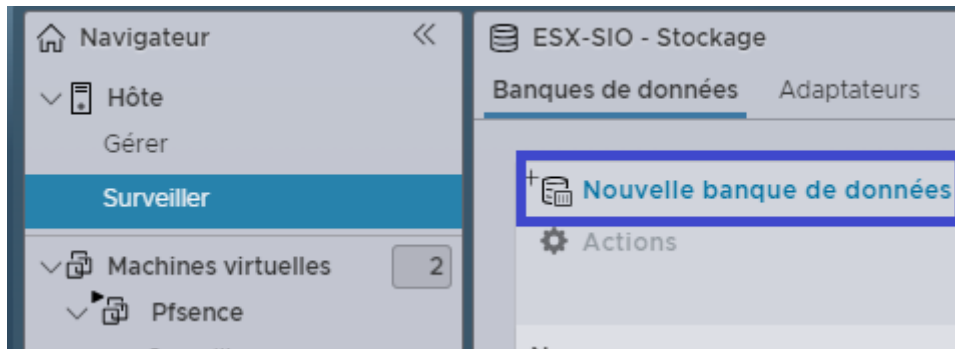 Navigateur
Hôte
Gérer
Surveiller
Machines virtuelles 2
Pfsence
ESX-SIO - Stockage
Banques de données Adaptateurs
Nouvelle banque de données
Actions